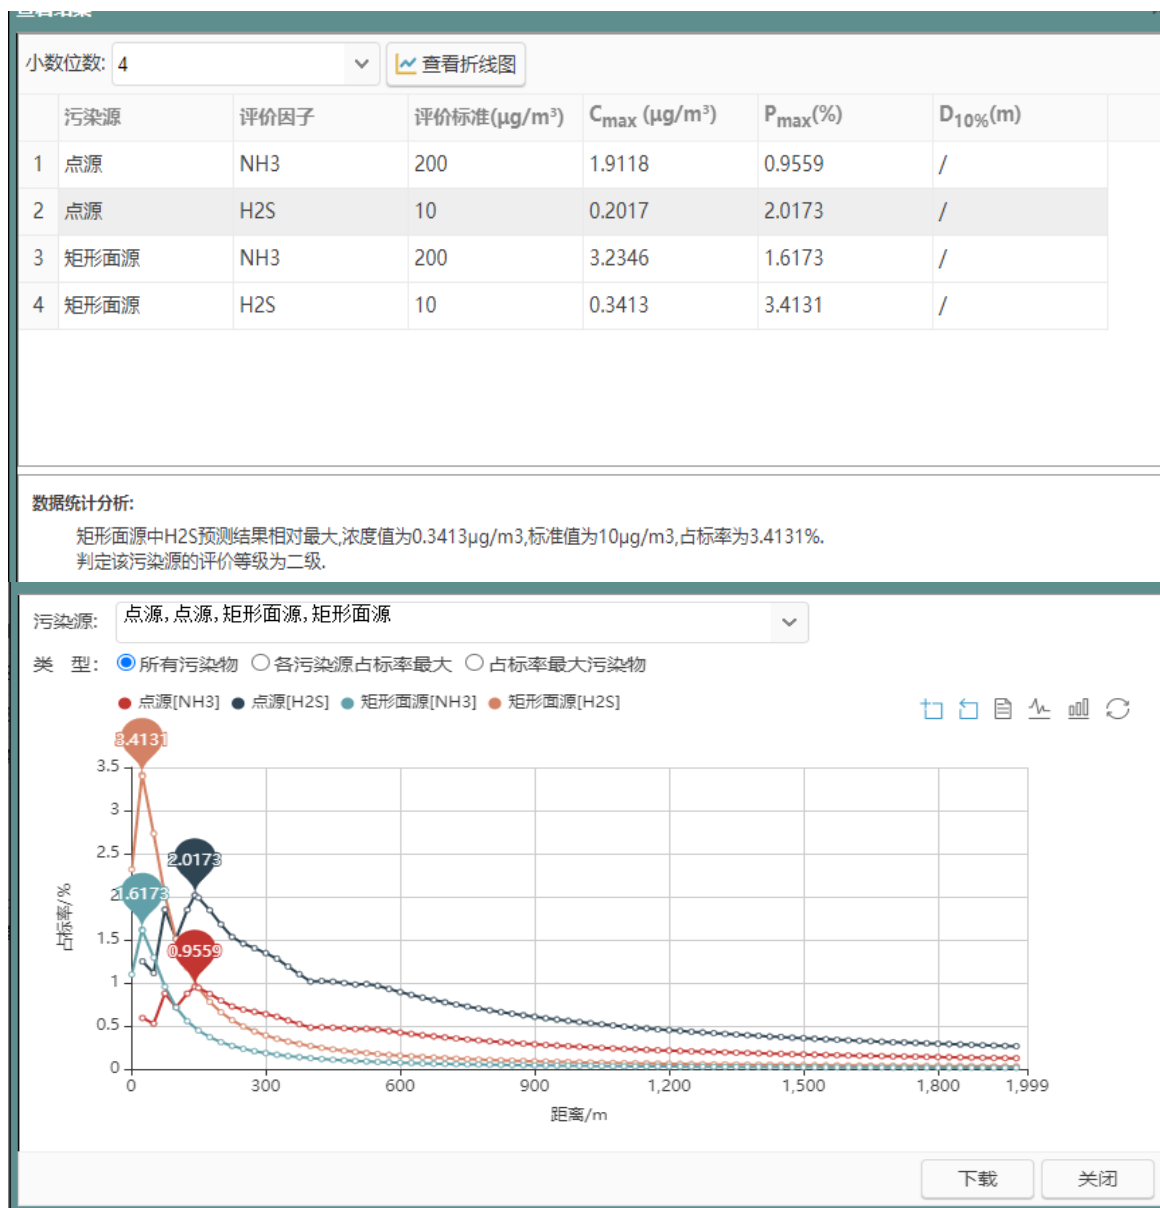 小数位数: 4 查看折线图
污染源 评价因子 评价标准(μg/m³) Cmax (μg/m³) Pmax(%) D10%(m)
1 点源 NH3 200 1.9118 0.9559 /
2 点源 H2S 10 0.2017 2.0173 /
3 矩形面源 NH3 200 3.2346 1.6173 /
4 矩形面源 H2S 10 0.3413 3.4131 /
数据统计分析:
矩形面源中H2S预测结果相对最大,浓度值为0.3413μg/m3,标准值为10μg/m3,占标率为3.4131%.
判定该污染源的评价等级为二级.
污染源: 点源,点源,矩形面源,矩形面源
类 型: 所有污染物 各污染源占标率最大 占标率最大污染物
点源[NH3] 点源[H2S] 矩形面源[NH3] 矩形面源[H2S]
3.4131
3.5
3
2.5
2.0173
2
1.6173
占标率/%
1.5
0.9559
1
0.5
0
0 300 600 900 1,200 1,500 1,800 1,999
距离/m
下载 关闭